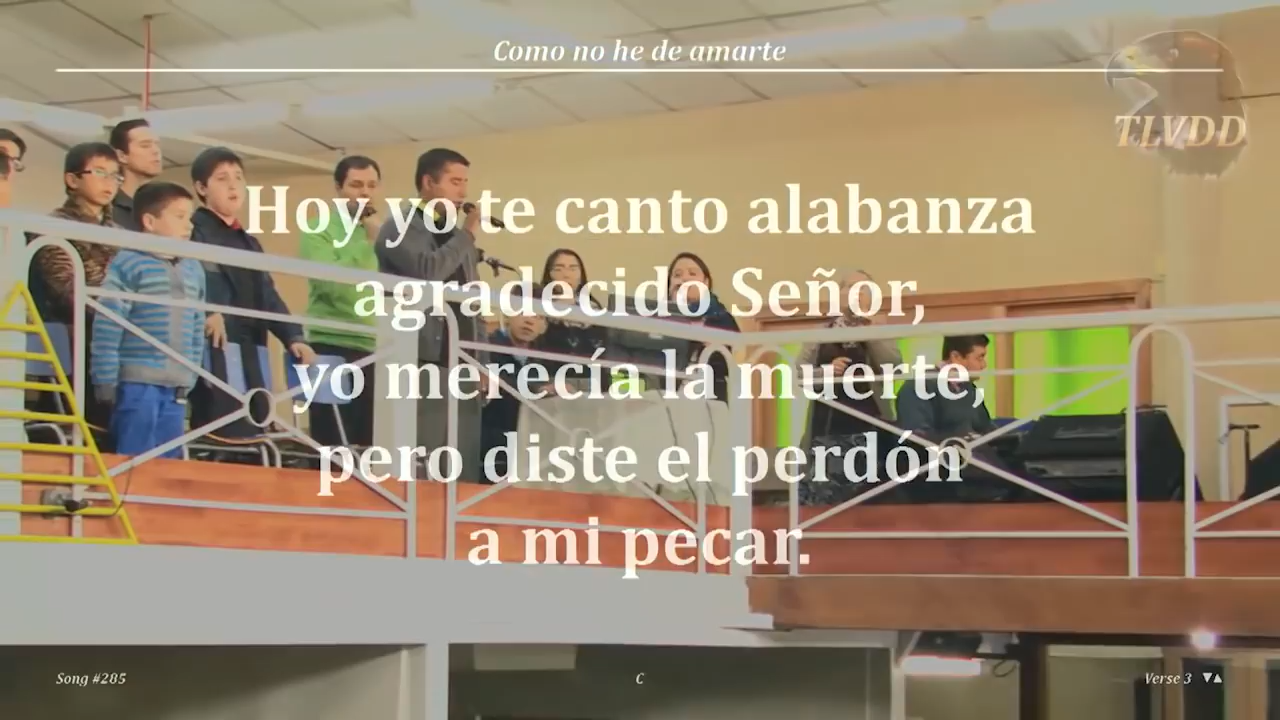 Como no he de amarte
TLVDD
Hoy yo te canto alabanza
agradecido Señor,
yo merecía la muerte,
pero diste el perdón
a mi pecar.
Song #285
C
Verse 3 ▼▲